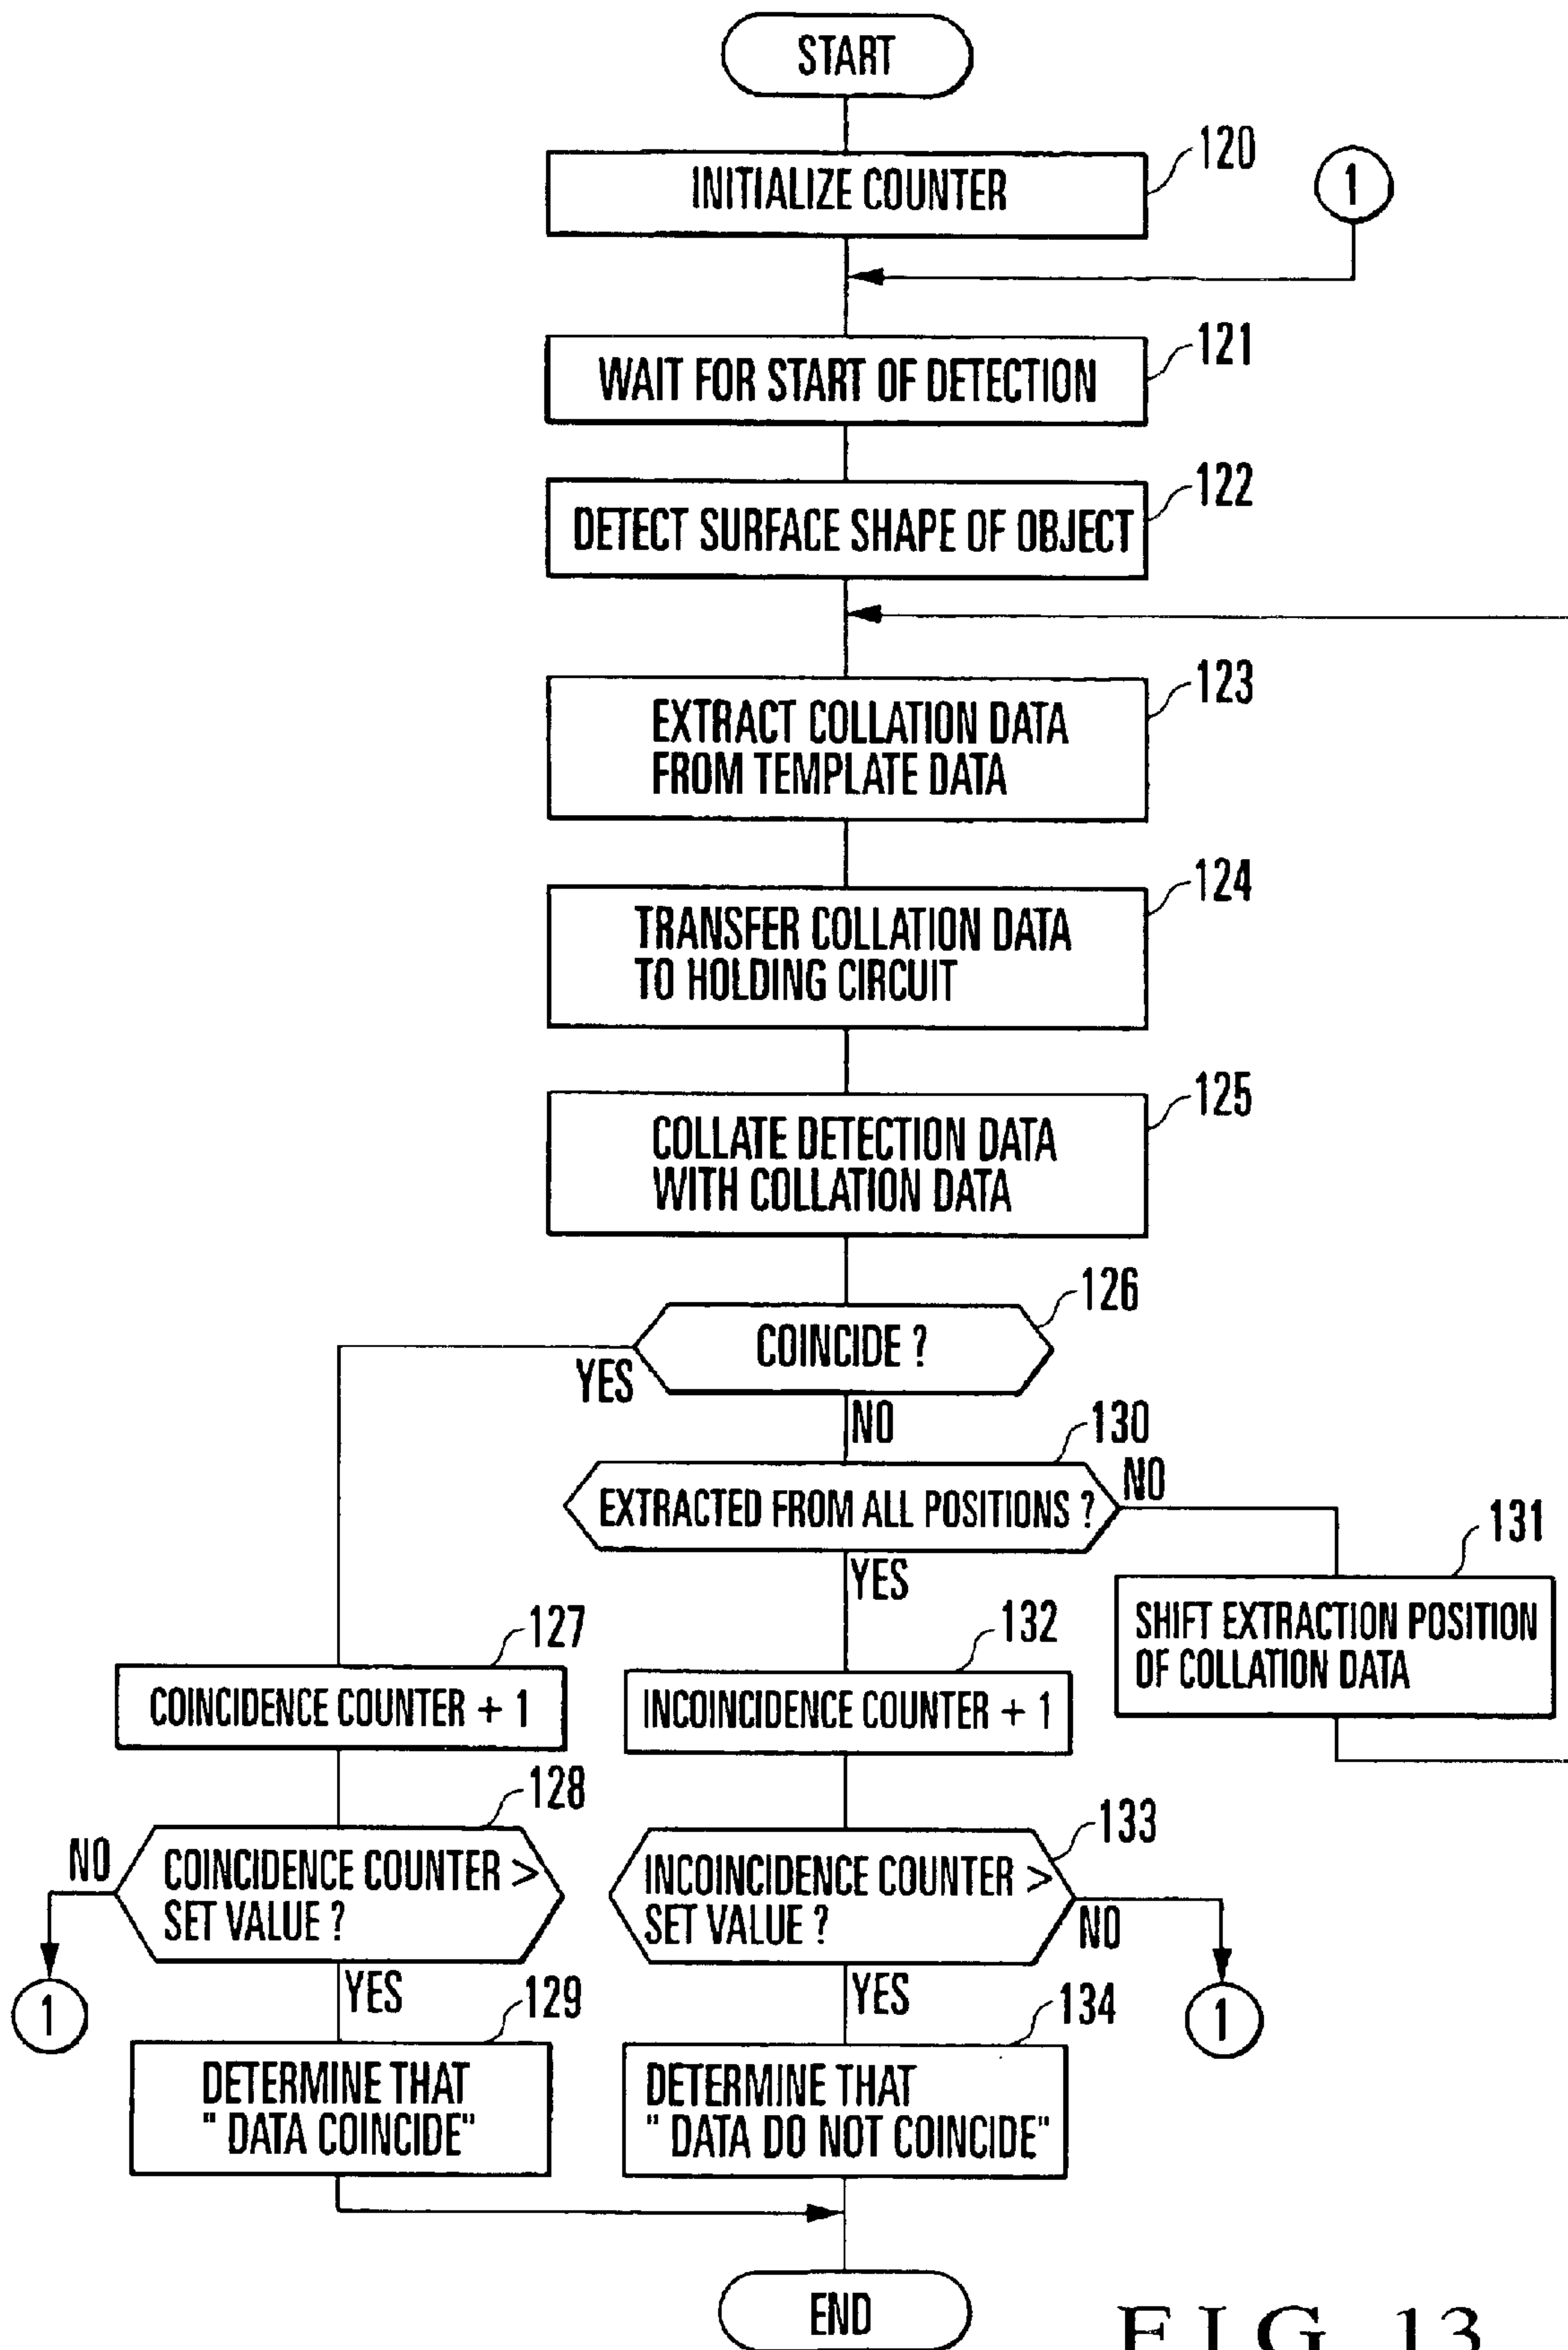 START
120
INITIALIZE COUNTER
1
121
WAIT FOR START OF DETECTION
122
DETECT SURFACE SHAPE OF OBJECT
123
EXTRACT COLLATION DATA
FROM TEMPLATE DATA
124
TRANSFER COLLATION DATA
TO HOLDING CIRCUIT
125
COLLATE DETECTION DATA
WITH COLLATION DATA
126
COINCIDE ?
YES
NO
130
EXTRACTED FROM ALL POSITIONS ?
NO
YES
131
SHIFT EXTRACTION POSITION
OF COLLATION DATA
127
COINCIDENCE COUNTER + 1
132
INCOINCIDENCE COUNTER + 1
128
COINCIDENCE COUNTER >
SET VALUE ?
NO
1
YES
133
INCOINCIDENCE COUNTER >
SET VALUE ?
NO
1
YES
129
DETERMINE THAT
" DATA COINCIDE"
134
DETERMINE THAT
" DATA DO NOT COINCIDE"
END
FIG. 13